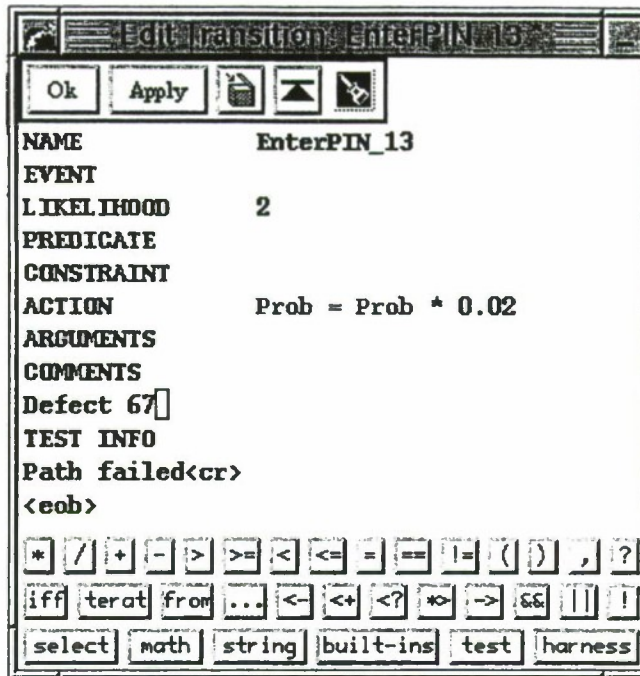 Edit Transition: EnterPIN_13
Ok Apply
NAME EnterPIN_13
EVENT
LIKELIHOOD 2
PREDICATE
CONSTRAINT
ACTION Prob = Prob * 0.02
ARGUMENTS
COMMENTS
Defect 67
TEST INFO
Path failed<cr>
<eob>
* / + - > >= < <= = == != ( ) , ?
iff terat from ... <- <+ <? *> -> && || !
select math string built-ins test harness